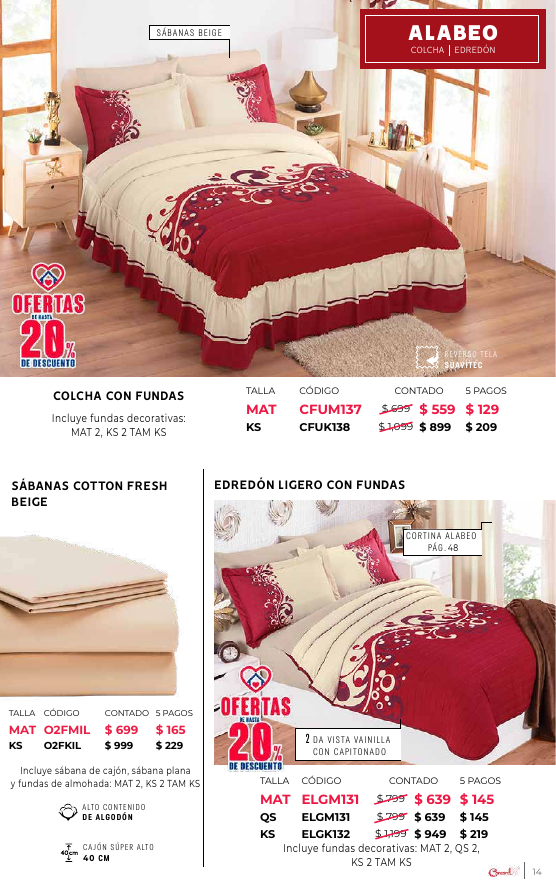 SÁBANAS BEIGE
ALABEO
COLCHA | EDREDÓN
OFERTAS
DE HASTA
20%
DE DESCUENTO
REVERSO TELA
SUAVITEC
COLCHA CON FUNDAS
Incluye fundas decorativas:
MAT 2, KS 2 TAM KS
TALLA CÓDIGO CONTADO 5 PAGOS
MAT CFUM137 $ 699 $ 559 $ 129
KS CFUK138 $ 1,099 $ 899 $ 209
SÁBANAS COTTON FRESH
BEIGE
TALLA CÓDIGO CONTADO 5 PAGOS
MAT O2FMIL $ 699 $ 165
KS O2FKIL $ 999 $ 229
Incluye sábana de cajón, sábana plana
y fundas de almohada: MAT 2, KS 2 TAM KS
ALTO CONTENIDO
DE ALGODÓN
40cm
CAJÓN SÚPER ALTO
40 CM
EDREDÓN LIGERO CON FUNDAS
CORTINA ALABEO
PÁG. 48
OFERTAS
DE HASTA
20%
DE DESCUENTO
2 DA VISTA VAINILLA
CON CAPITONADO
TALLA CÓDIGO CONTADO 5 PAGOS
MAT ELGM131 $ 799 $ 639 $ 145
QS ELGM131 $ 799 $ 639 $ 145
KS ELGK132 $ 1,199 $ 949 $ 219
Incluye fundas decorativas: MAT 2, QS 2,
KS 2 TAM KS
14